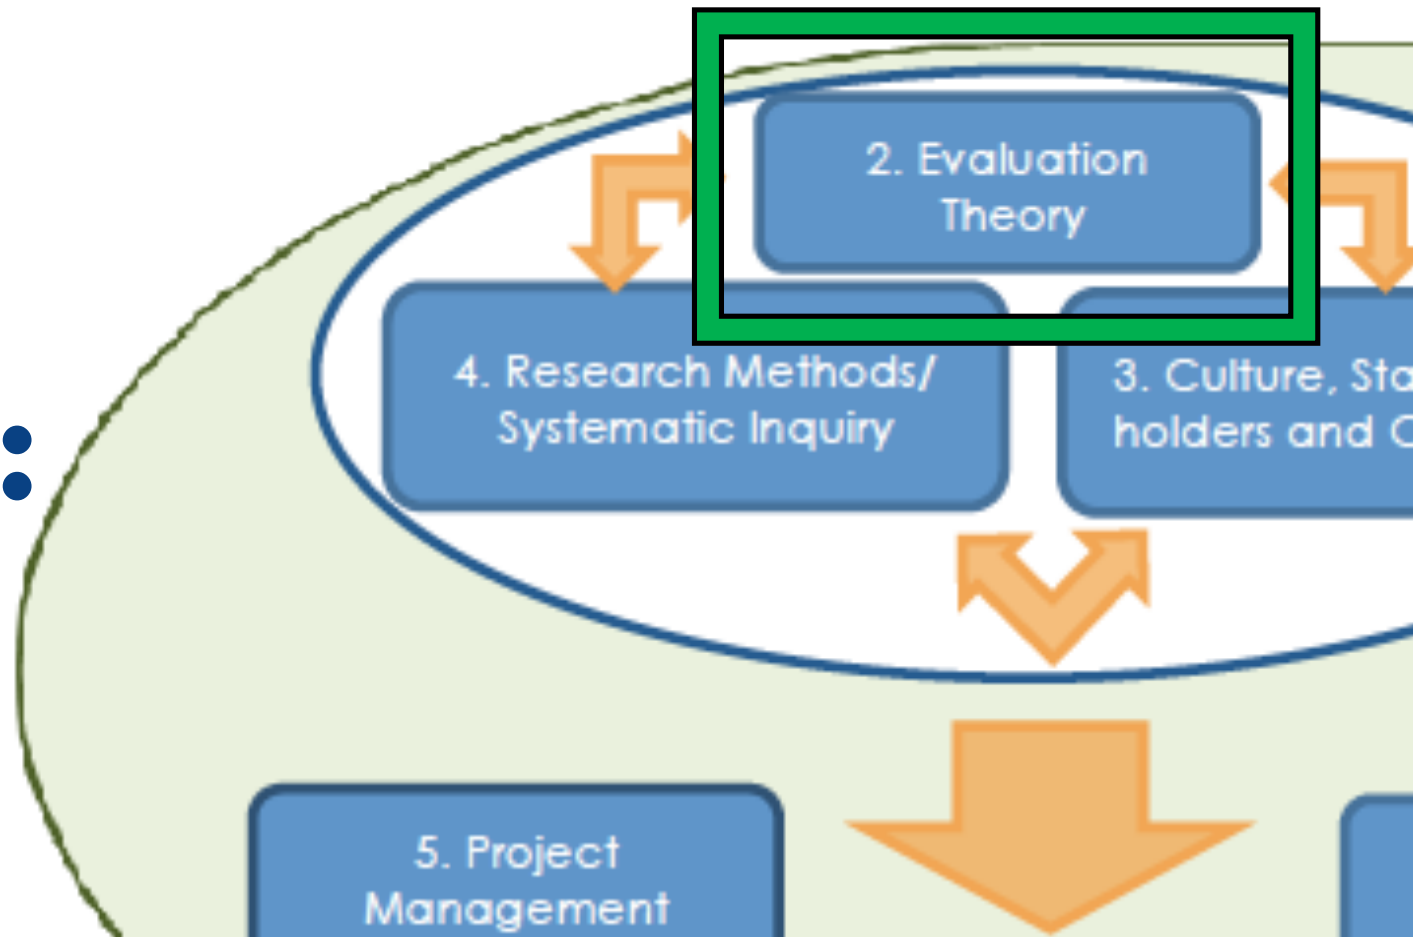 2. Evaluation
Theory
4. Research Methods/
Systematic Inquiry
3. Culture, Sta
holders and C
5. Project
Management